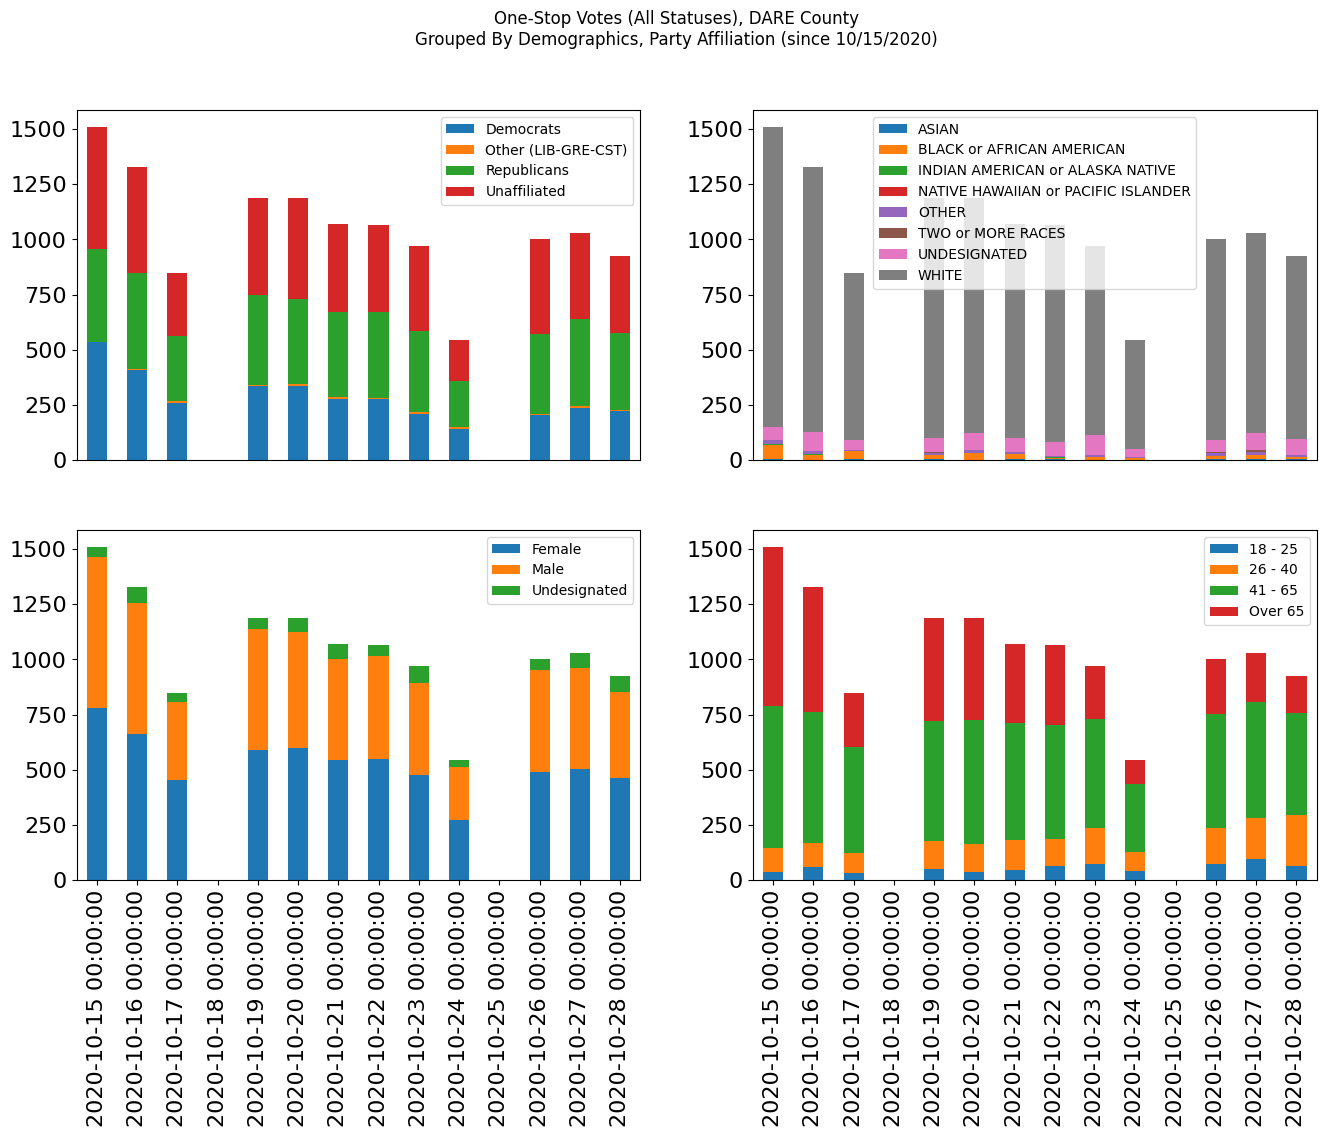 One-Stop Votes (All Statuses), DARE County
Grouped By Demographics, Party Affiliation (since 10/15/2020)
1500
1250
1000
750
500
250
0
Democrats
Other (LIB-GRE-CST)
Republicans
Unaffiliated
1500
1250
1000
750
500
250
0
ASIAN
BLACK or AFRICAN AMERICAN
INDIAN AMERICAN or ALASKA NATIVE
NATIVE HAWAIIAN or PACIFIC ISLANDER
OTHER
TWO or MORE RACES
UNDESIGNATED
WHITE
1500
1250
1000
750
500
250
0
Female
Male
Undesignated
2020-10-15 00:00:00
2020-10-16 00:00:00
2020-10-17 00:00:00
2020-10-18 00:00:00
2020-10-19 00:00:00
2020-10-20 00:00:00
2020-10-21 00:00:00
2020-10-22 00:00:00
2020-10-23 00:00:00
2020-10-24 00:00:00
2020-10-25 00:00:00
2020-10-26 00:00:00
2020-10-27 00:00:00
2020-10-28 00:00:00
1500
1250
1000
750
500
250
0
18 - 25
26 - 40
41 - 65
Over 65
2020-10-15 00:00:00
2020-10-16 00:00:00
2020-10-17 00:00:00
2020-10-18 00:00:00
2020-10-19 00:00:00
2020-10-20 00:00:00
2020-10-21 00:00:00
2020-10-22 00:00:00
2020-10-23 00:00:00
2020-10-24 00:00:00
2020-10-25 00:00:00
2020-10-26 00:00:00
2020-10-27 00:00:00
2020-10-28 00:00:00